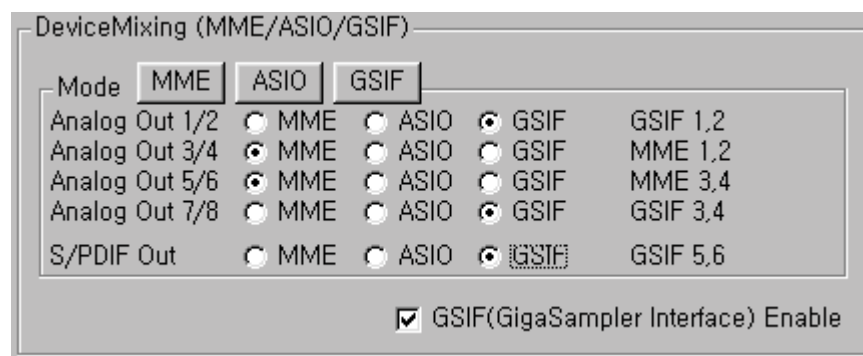 DeviceMixing (MME/ASIO/GSIF)
Mode MME ASIO GSIF
Analog Out 1/2 MME ASIO GSIF GSIF 1,2
Analog Out 3/4 MME ASIO GSIF MME 1,2
Analog Out 5/6 MME ASIO GSIF MME 3,4
Analog Out 7/8 MME ASIO GSIF GSIF 3,4
S/PDIF Out MME ASIO GSIF GSIF 5,6
GSIF(GigaSampler Interface) Enable